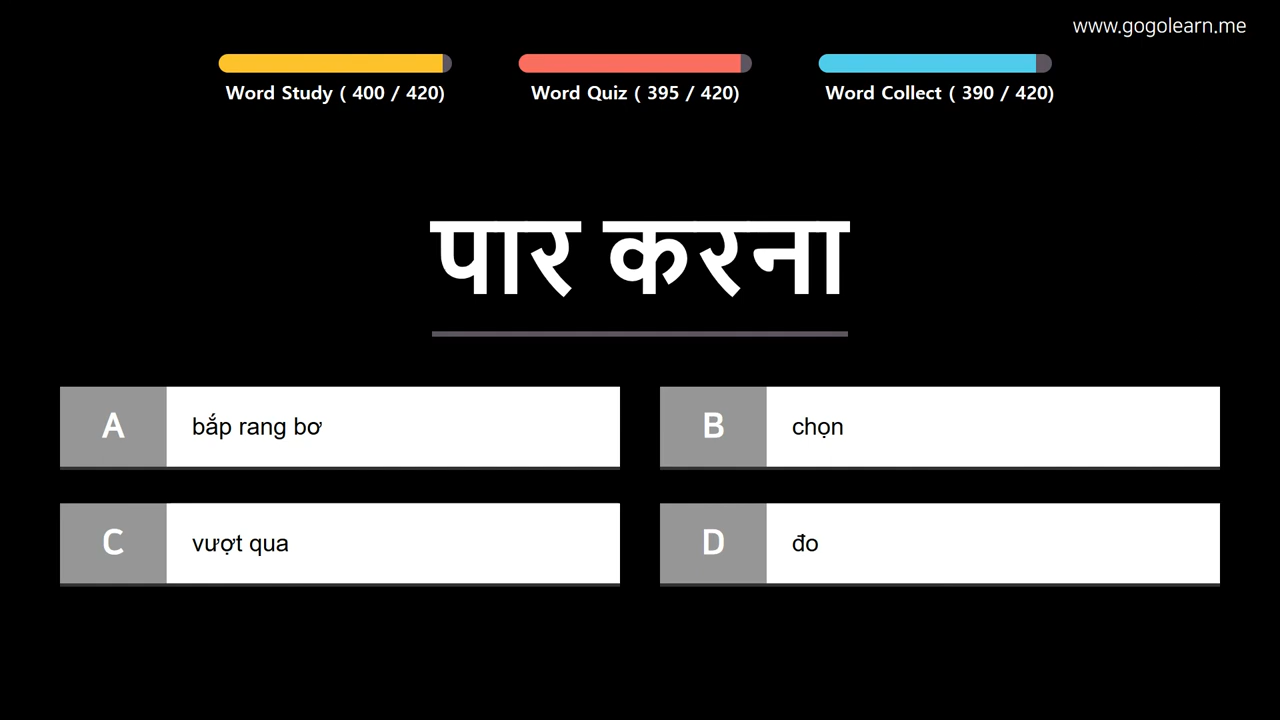 www.gogolearn.me
Word Study ( 400 / 420)
Word Quiz ( 395 / 420)
Word Collect ( 390 / 420)
पार करना
A bắp rang bơ
B chọn
C vượt qua
D đo